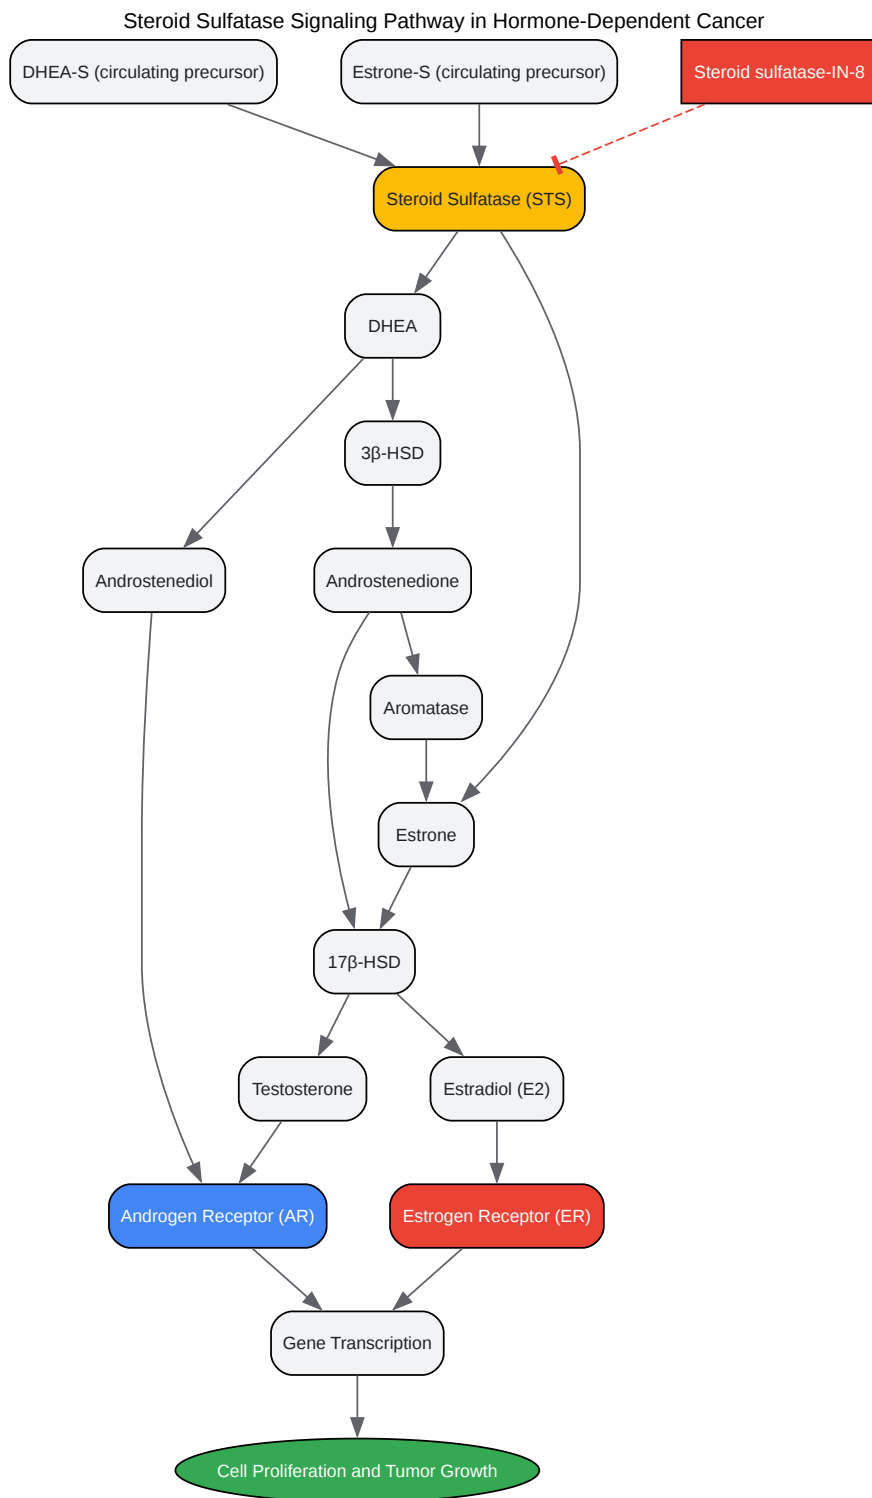 Steroid Sulfatase Signaling Pathway in Hormone-Dependent Cancer
DHEA-S (circulating precursor)
Estrone-S (circulating precursor)
Steroid sulfatase-IN-8
Steroid Sulfatase (STS)
DHEA
3β-HSD
Androstenediol
Androstenedione
Aromatase
Estrone
17β-HSD
Testosterone
Estradiol (E2)
Androgen Receptor (AR)
Estrogen Receptor (ER)
Gene Transcription
Cell Proliferation and Tumor Growth